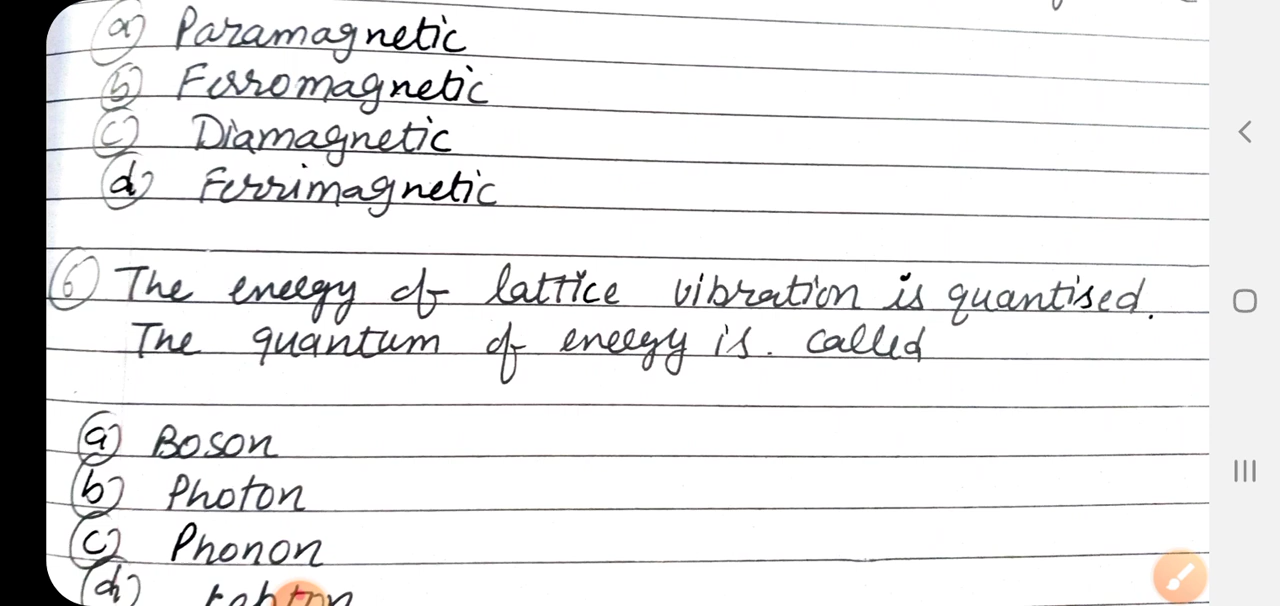 (a) Paramagnetic
(b) Ferromagnetic
(c) Diamagnetic
(d) Ferrimagnetic
(6) The energy of lattice vibration is quantised.
The quantum of energy is. called
(a) Boson
(b) Photon
(c) Phonon
(d)